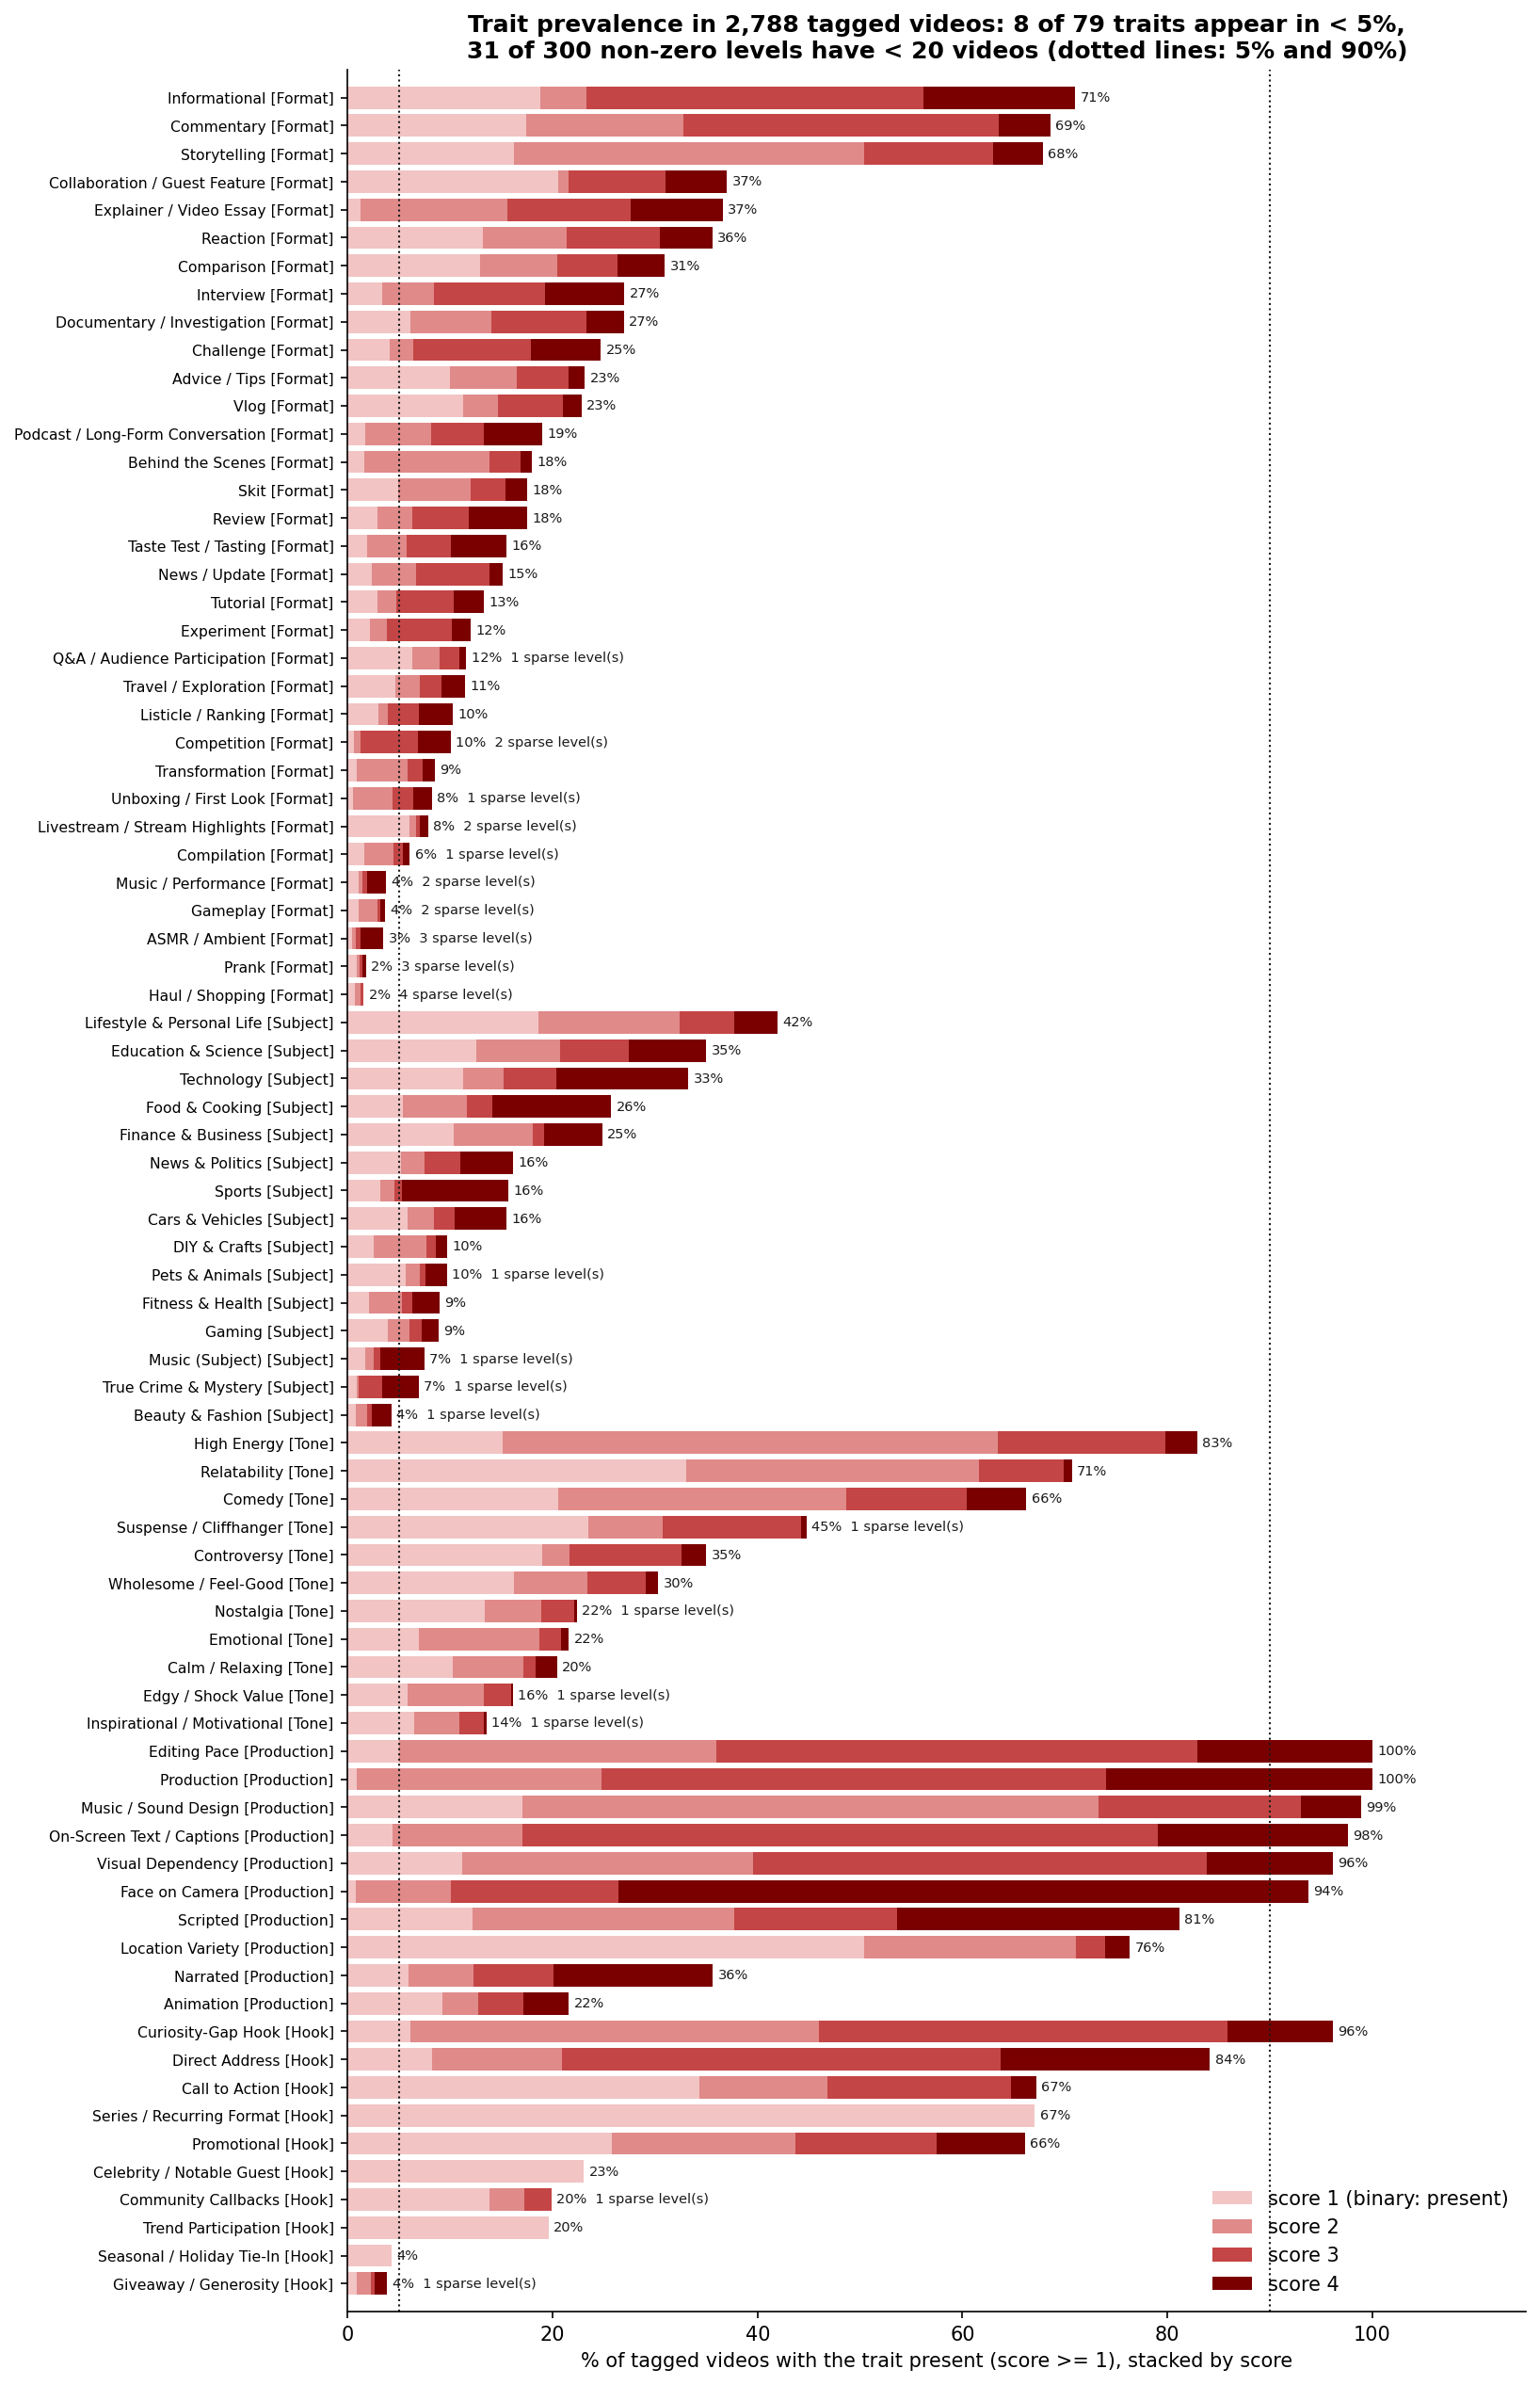 Trait prevalence in 2,788 tagged videos: 8 of 79 traits appear in < 5%,
31 of 300 non-zero levels have < 20 videos (dotted lines: 5% and 90%)
Informational [Format] 71%
Commentary [Format] 69%
Storytelling [Format] 68%
Collaboration / Guest Feature [Format] 37%
Explainer / Video Essay [Format] 37%
Reaction [Format] 36%
Comparison [Format] 31%
Interview [Format] 27%
Documentary / Investigation [Format] 27%
Challenge [Format] 25%
Advice / Tips [Format] 23%
Vlog [Format] 23%
Podcast / Long-Form Conversation [Format] 19%
Behind the Scenes [Format] 18%
Skit [Format] 18%
Review [Format] 18%
Taste Test / Tasting [Format] 16%
News / Update [Format] 15%
Tutorial [Format] 13%
Experiment [Format] 12%
Q&A / Audience Participation [Format] 12% 1 sparse level(s)
Travel / Exploration [Format] 11%
Listicle / Ranking [Format] 10%
Competition [Format] 10% 2 sparse level(s)
Transformation [Format] 9%
Unboxing / First Look [Format] 8% 1 sparse level(s)
Livestream / Stream Highlights [Format] 8% 2 sparse level(s)
Compilation [Format] 6% 1 sparse level(s)
Music / Performance [Format] 4% 2 sparse level(s)
Gameplay [Format] 4% 2 sparse level(s)
ASMR / Ambient [Format] 3% 3 sparse level(s)
Prank [Format] 2% 3 sparse level(s)
Haul / Shopping [Format] 2% 4 sparse level(s)
Lifestyle & Personal Life [Subject] 42%
Education & Science [Subject] 35%
Technology [Subject] 33%
Food & Cooking [Subject] 26%
Finance & Business [Subject] 25%
News & Politics [Subject] 16%
Sports [Subject] 16%
Cars & Vehicles [Subject] 16%
DIY & Crafts [Subject] 10%
Pets & Animals [Subject] 10% 1 sparse level(s)
Fitness & Health [Subject] 9%
Gaming [Subject] 9%
Music (Subject) [Subject] 7% 1 sparse level(s)
True Crime & Mystery [Subject] 7% 1 sparse level(s)
Beauty & Fashion [Subject] 4% 1 sparse level(s)
High Energy [Tone] 83%
Relatability [Tone] 71%
Comedy [Tone] 66%
Suspense / Cliffhanger [Tone] 45% 1 sparse level(s)
Controversy [Tone] 35%
Wholesome / Feel-Good [Tone] 30%
Nostalgia [Tone] 22% 1 sparse level(s)
Emotional [Tone] 22%
Calm / Relaxing [Tone] 20%
Edgy / Shock Value [Tone] 16% 1 sparse level(s)
Inspirational / Motivational [Tone] 14% 1 sparse level(s)
Editing Pace [Production] 100%
Production [Production] 100%
Music / Sound Design [Production] 99%
On-Screen Text / Captions [Production] 98%
Visual Dependency [Production] 96%
Face on Camera [Production] 94%
Scripted [Production] 81%
Location Variety [Production] 76%
Narrated [Production] 36%
Animation [Production] 22%
Curiosity-Gap Hook [Hook] 96%
Direct Address [Hook] 84%
Call to Action [Hook] 67%
Series / Recurring Format [Hook] 67%
Promotional [Hook] 66%
Celebrity / Notable Guest [Hook] 23%
Community Callbacks [Hook] 20% 1 sparse level(s)
Trend Participation [Hook] 20%
Seasonal / Holiday Tie-In [Hook] 4%
Giveaway / Generosity [Hook] 4% 1 sparse level(s)
score 1 (binary: present)
score 2
score 3
score 4
0 20 40 60 80 100
% of tagged videos with the trait present (score >= 1), stacked by score